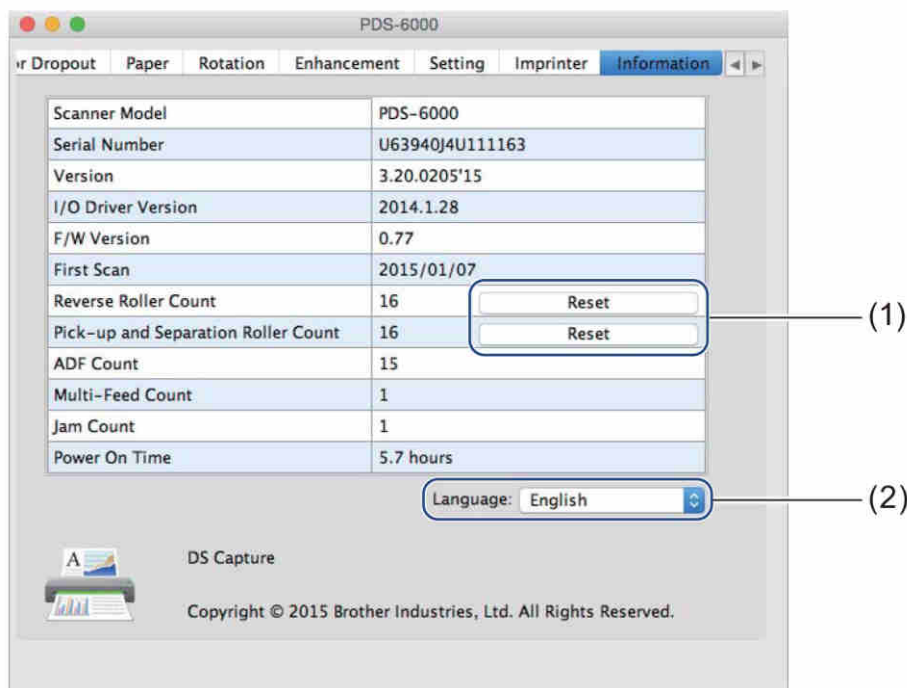 PDS-6000
r Dropout Paper Rotation Enhancement Setting Imprinter Information
Scanner Model PDS-6000
Serial Number U63940J4U111163
Version 3.20.0205'15
I/O Driver Version 2014.1.28
F/W Version 0.77
First Scan 2015/01/07
Reverse Roller Count 16 Reset
(1)
Pick-up and Separation Roller Count 16 Reset
ADF Count 15
Multi-Feed Count 1
Jam Count 1
Power On Time 5.7 hours
Language: English (2)
A
DS Capture
Copyright © 2015 Brother Industries, Ltd. All Rights Reserved.